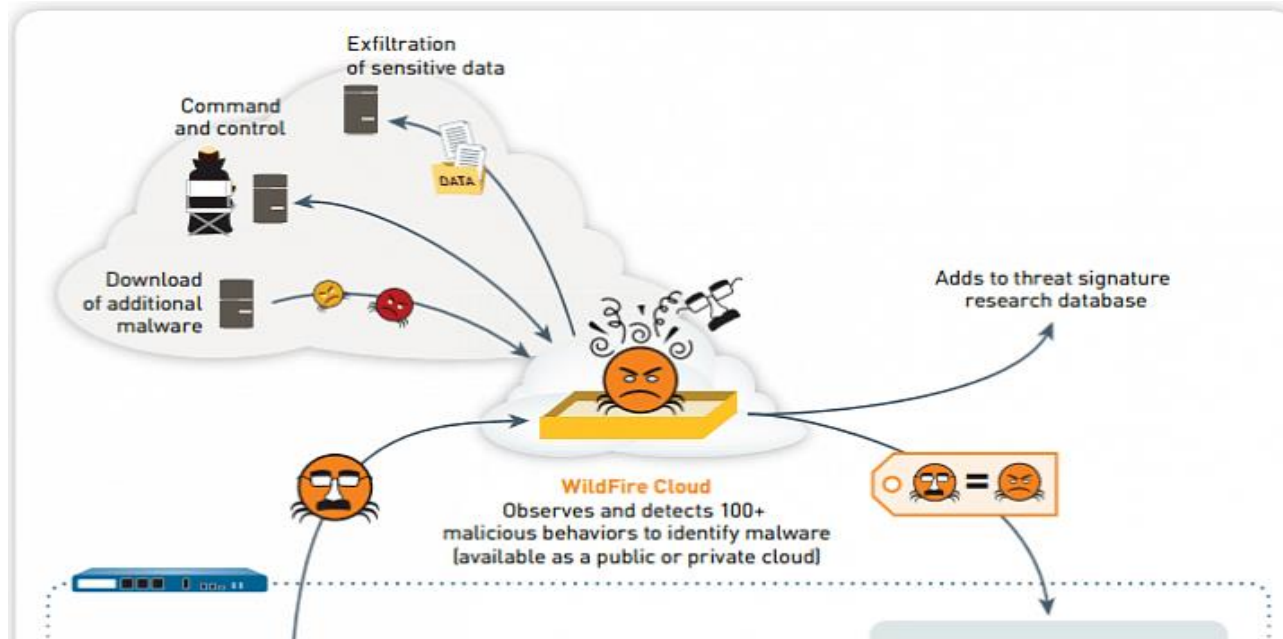 Exfiltration
of sensitive data
Command
and control
DATA
Download
of additional
malware
Adds to threat signature
research database
WildFire Cloud
Observes and detects 100+
malicious behaviors to identify malware
(available as a public or private cloud)
=